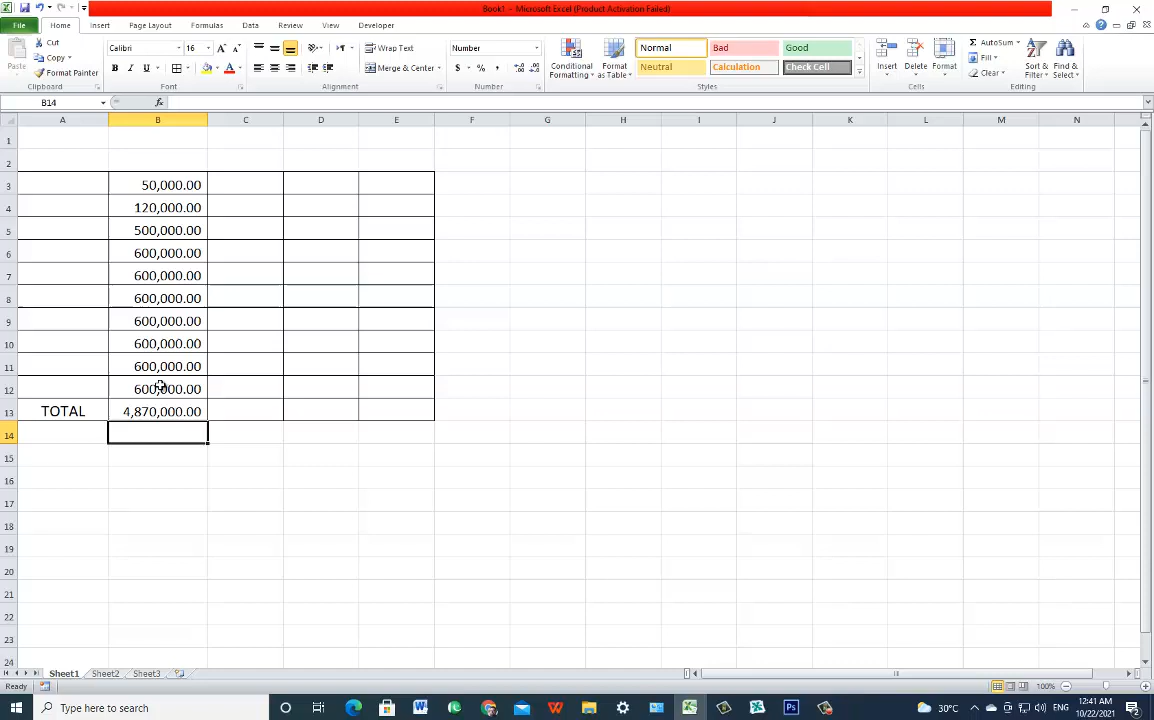 Book1 - Microsoft Excel (Product Activation Failed)
File Home Insert Page Layout Formulas Data Review View Developer
Cut
Copy
Format Painter
Paste
Clipboard
Calibri 16
B I U A
Font
Wrap Text
Merge & Center
Alignment
Number
$ % ,
Number
Conditional Formatting
Format as Table
Normal Bad Good
Neutral Calculation Check Cell
Styles
Insert Delete Format
Cells
AutoSum
Fill
Clear
Sort & Filter
Find & Select
Editing
B14 fx
A B C D E F G H I J K L M N
1
2
3 50,000.00
4 120,000.00
5 500,000.00
6 600,000.00
7 600,000.00
8 600,000.00
9 600,000.00
10 600,000.00
11 600,000.00
12 600,000.00
13 TOTAL 4,870,000.00
14
15
16
17
18
19
20
21
22
23
24
Sheet1 Sheet2 Sheet3
Ready 100%
Type here to search
30°C ENG 12:41 AM
10/22/2021